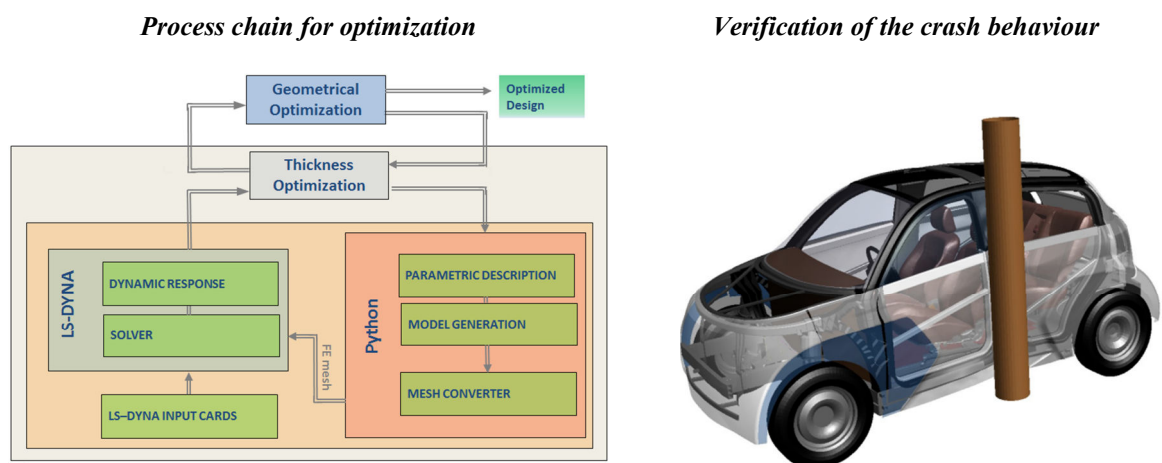 Process chain for optimization
Verification of the crash behaviour
Geometrical
Optimization
Optimized
Design
Thickness
Optimization
LS-DYNA
DYNAMIC RESPONSE
SOLVER
LS–DYNA INPUT CARDS
FE mesh
Python
PARAMETRIC DESCRIPTION
MODEL GENERATION
MESH CONVERTER